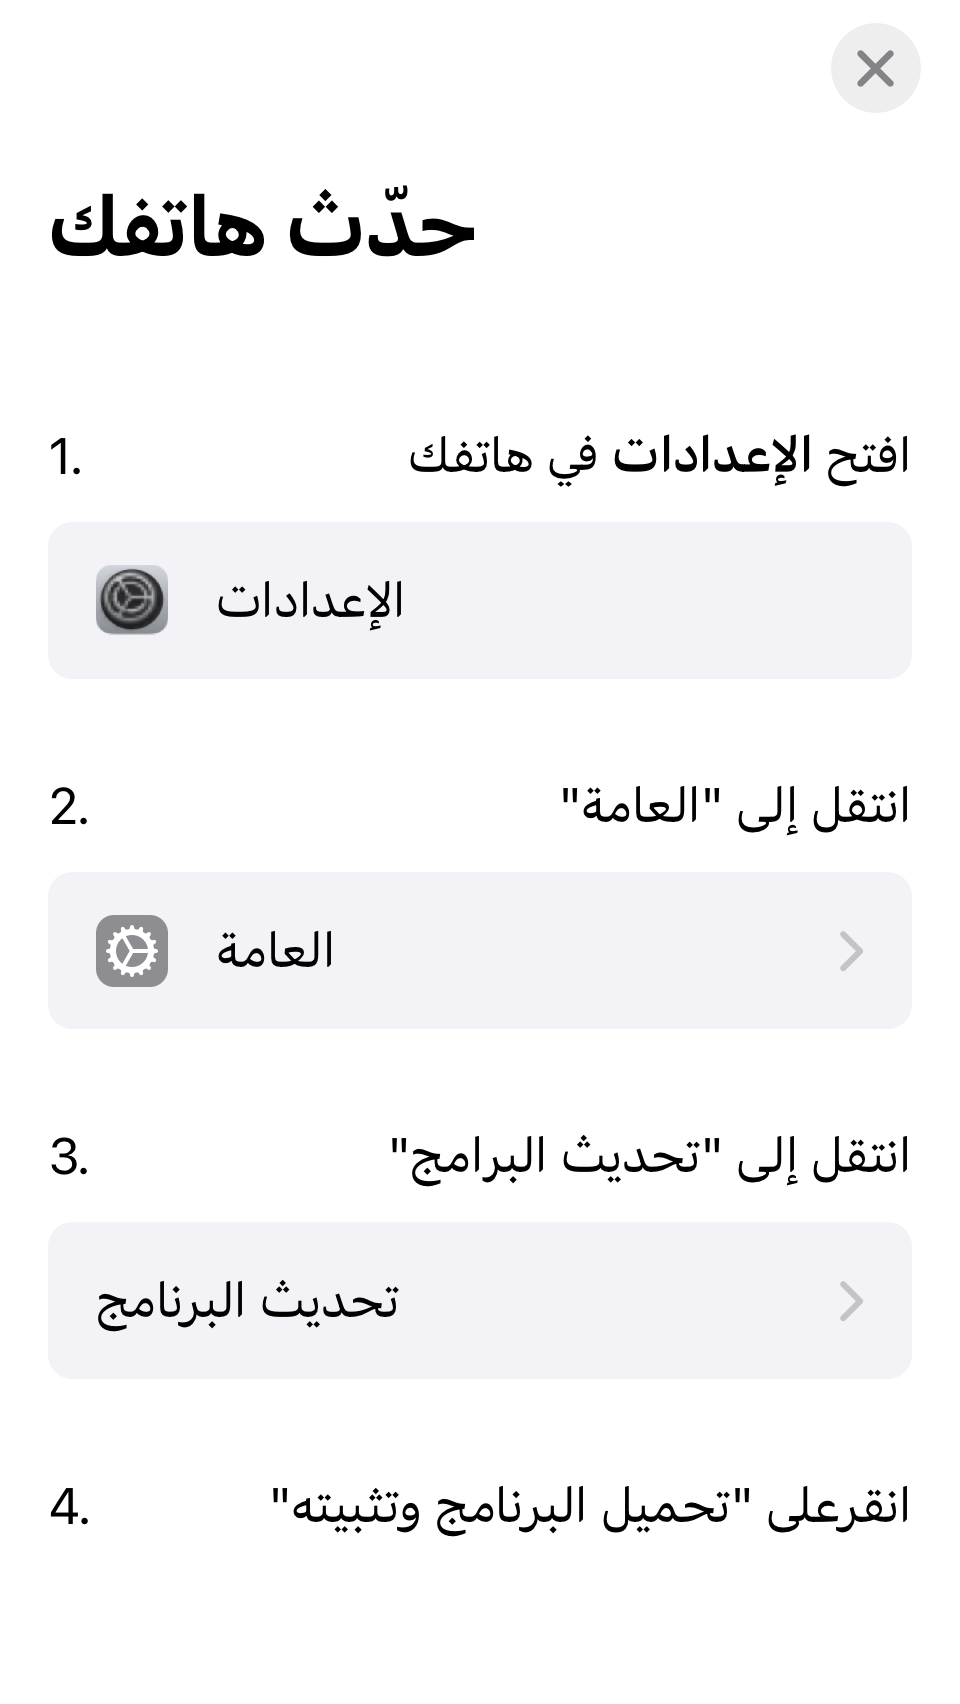 حدّث هاتفك
1. افتح الإعدادات في هاتفك
الإعدادات
2. انتقل إلى "العامة"
العامة
3. انتقل إلى "تحديث البرامج"
تحديث البرنامج
4. انقرعلى "تحميل البرنامج وتثبيته"